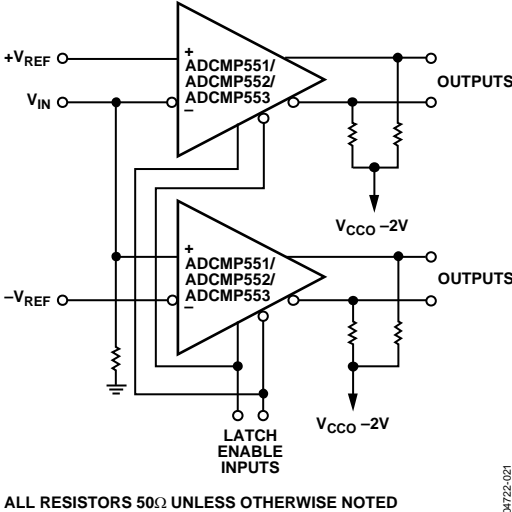 +VREF
+
ADCMP551/
ADCMP552/
ADCMP553
–
VIN
OUTPUTS
VCCO –2V
+
ADCMP551/
ADCMP552/
ADCMP553
–
–VREF
OUTPUTS
VCCO –2V
LATCH
ENABLE
INPUTS
ALL RESISTORS 50Ω UNLESS OTHERWISE NOTED
04722-021